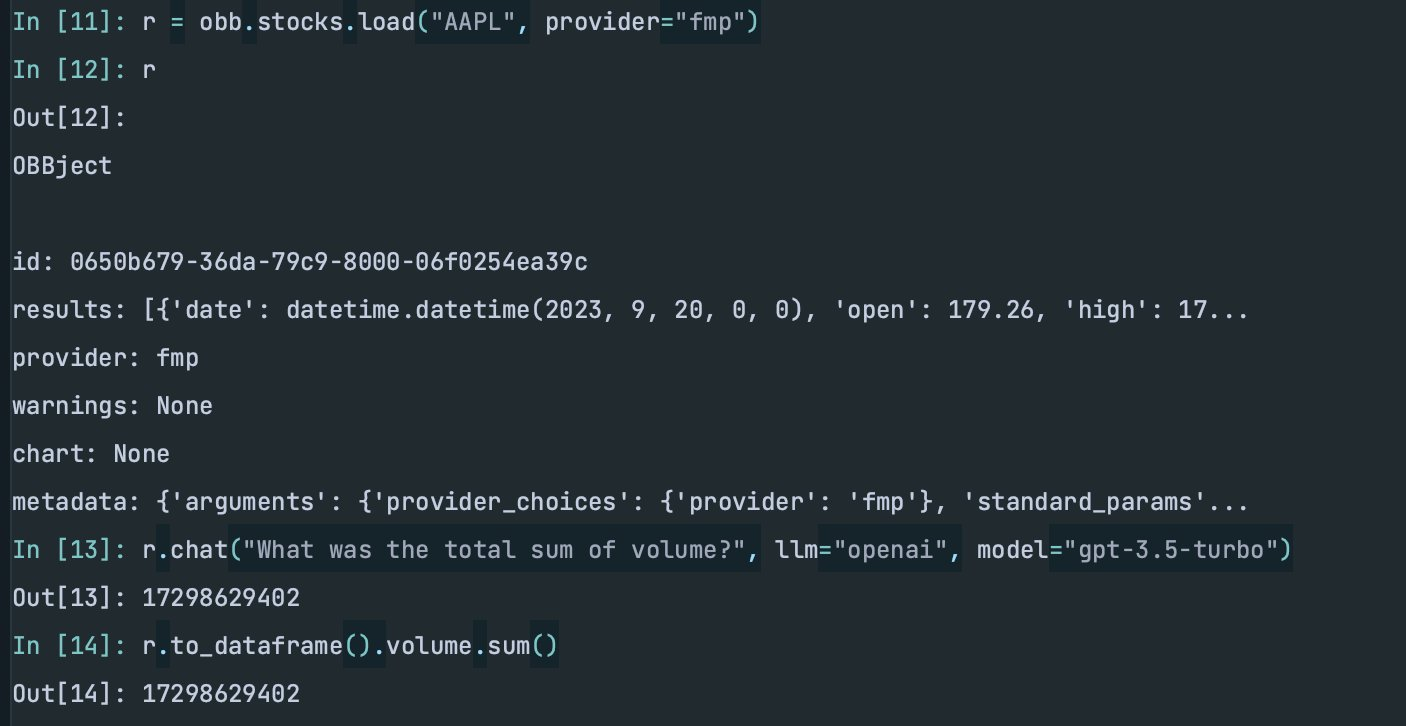 In [11]: r = obb.stocks.load("AAPL", provider="fmp")
In [12]: r
Out[12]:
OBBject
id: 0650b679-36da-79c9-8000-06f0254ea39c
results: [{'date': datetime.datetime(2023, 9, 20, 0, 0), 'open': 179.26, 'high': 17...
provider: fmp
warnings: None
chart: None
metadata: {'arguments': {'provider_choices': {'provider': 'fmp'}, 'standard_params'...
In [13]: r.chat("What was the total sum of volume?", llm="openai", model="gpt-3.5-turbo")
Out[13]: 17298629402
In [14]: r.to_dataframe().volume.sum()
Out[14]: 17298629402